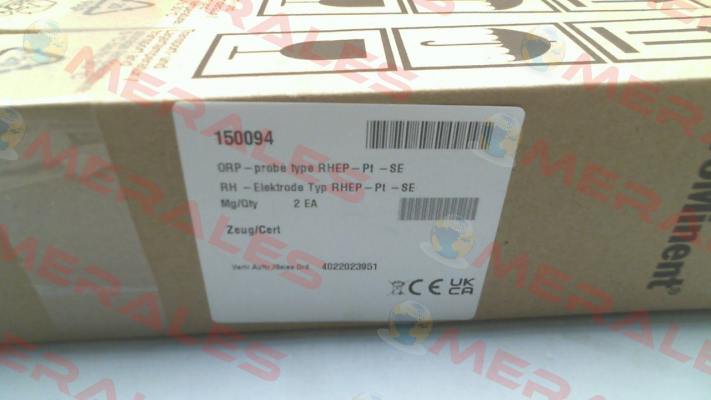 150094
ORP-probe type RHEP-Pt -SE
RH -Elektrode Typ RHEP-Pt -SE
Mg/Qty 2 EA
Zeug/Cert
Vertr.Auftr./Sales Ord. 4022023951
CE UK CA
MERALES
MERALES
MERALES
MERALES
MERALES